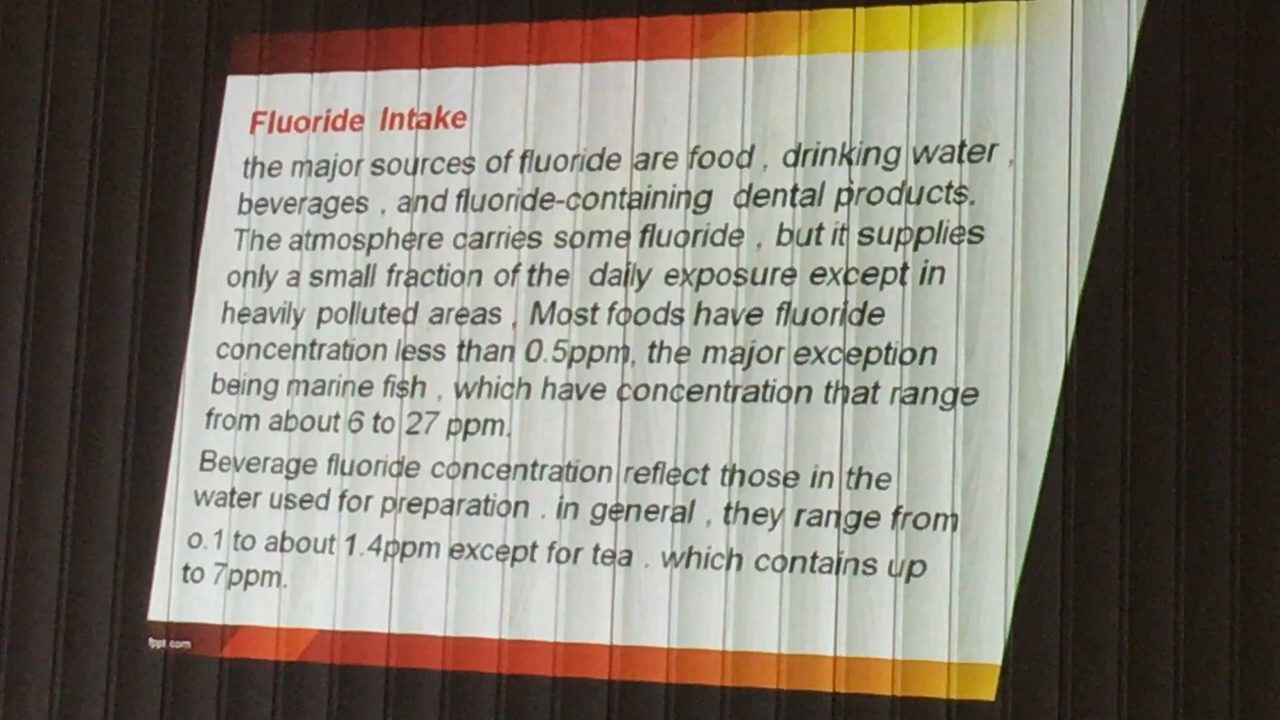 Fluoride Intake
the major sources of fluoride are food , drinking water ,
beverages , and fluoride-containing dental products.
The atmosphere carries some fluoride , but it supplies
only a small fraction of the daily exposure except in
heavily polluted areas , Most foods have fluoride
concentration less than 0.5ppm, the major exception
being marine fish , which have concentration that range
from about 6 to 27 ppm.
Beverage fluoride concentration reflect those in the
water used for preparation . in general , they range from
o.1 to about 1.4ppm except for tea . which contains up
to 7ppm.
fppt.com